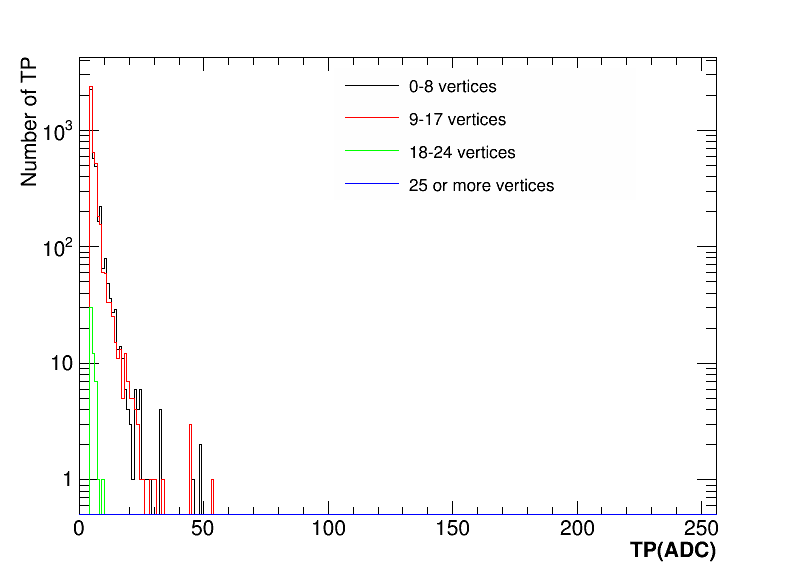 Number of TP
10³
10²
10
1
0-8 vertices
9-17 vertices
18-24 vertices
25 or more vertices
0 50 100 150 200 250
TP(ADC)